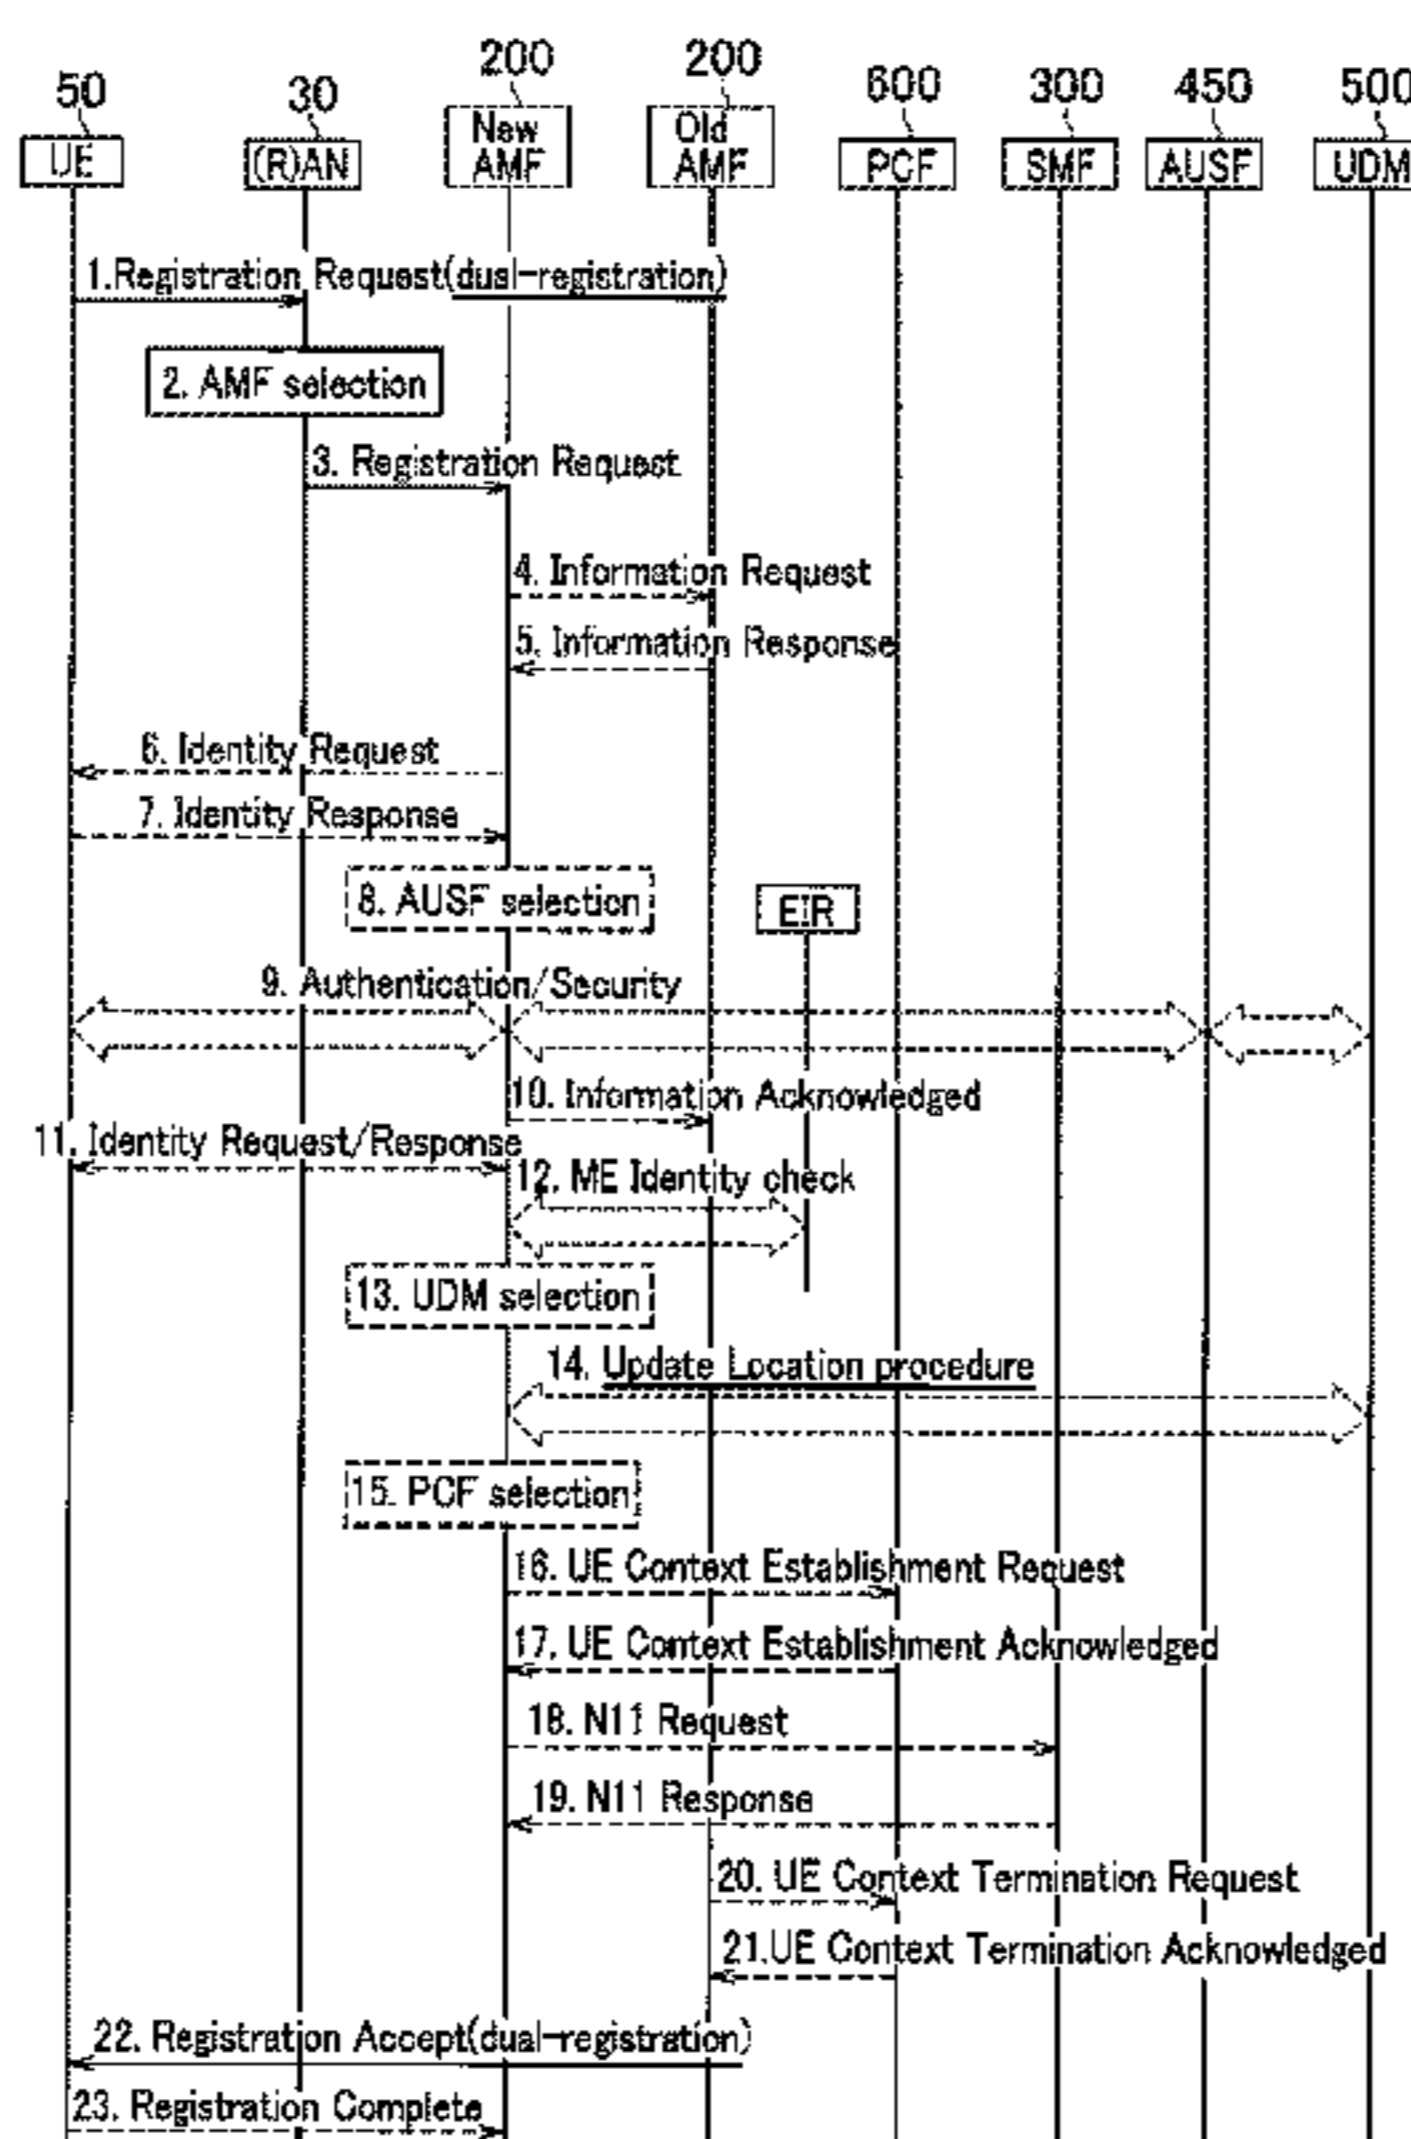 50
30
200
200
600
300
450
500
UE
(R)AN
New
AMF
Old
AMF
PCF
SMF
AUSF
UDM
1.Registration Request(dual-registration)
2. AMF selection
3. Registration Request
4. Information Request
5. Information Response
6. Identity Request
7. Identity Response
8. AUSF selection
EIR
9. Authentication/Security
10. Information Acknowledged
11. Identity Request/Response
12. ME Identity check
13. UDM selection
14. Update Location procedure
15. PCF selection
16. UE Context Establishment Request
17. UE Context Establishment Acknowledged
18. N11 Request
19. N11 Response
20. UE Context Termination Request
21.UE Context Termination Acknowledged
22. Registration Accept(dual-registration)
23. Registration Complete